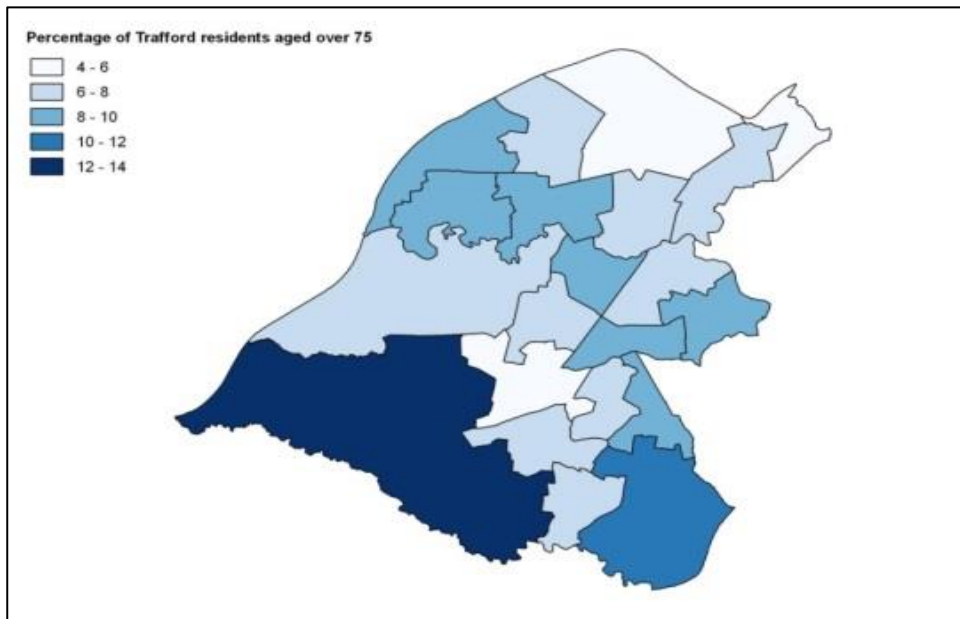 Percentage of Trafford residents aged over 75
4 - 6
6 - 8
8 - 10
10 - 12
12 - 14